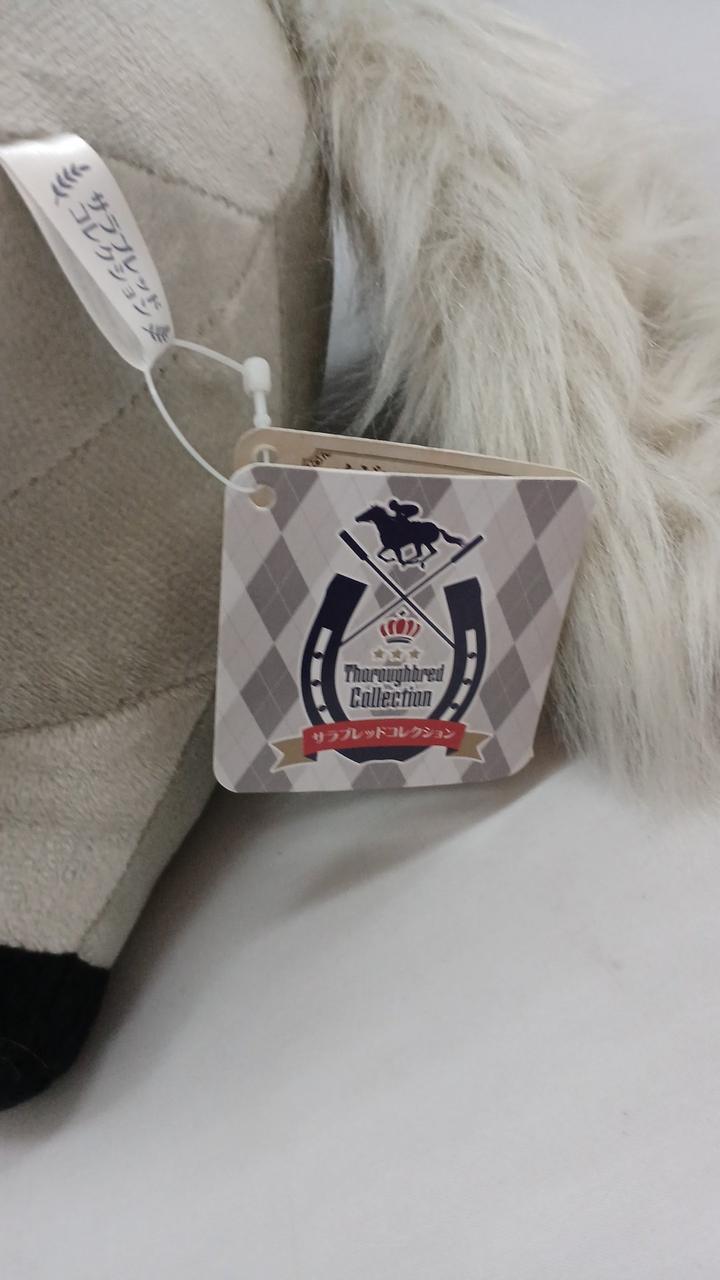 サラブレッド
コレクション
Thoroughbred
Collection
サラブレッドコレクション